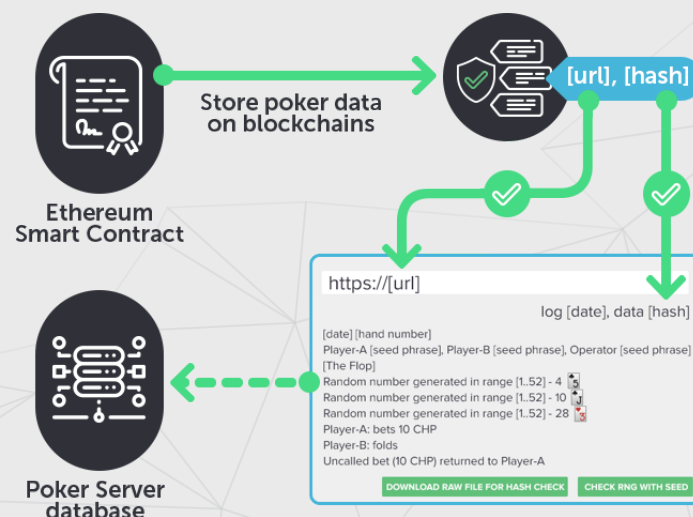 Store poker data
on blockchains
[url], [hash]
Ethereum
Smart Contract
https://[url]
log [date], data [hash]
[date] [hand number]
Player-A [seed phrase], Player-B [seed phrase], Operator [seed phrase]
[The Flop]
Random number generated in range [1..52] - 4 5
Random number generated in range [1..52] - 10 J
Random number generated in range [1..52] - 28 3
Player-A: bets 10 CHP
Player-B: folds
Uncalled bet (10 CHP) returned to Player-A
DOWNLOAD RAW FILE FOR HASH CHECK
CHECK RNG WITH SEED
Poker Server
database